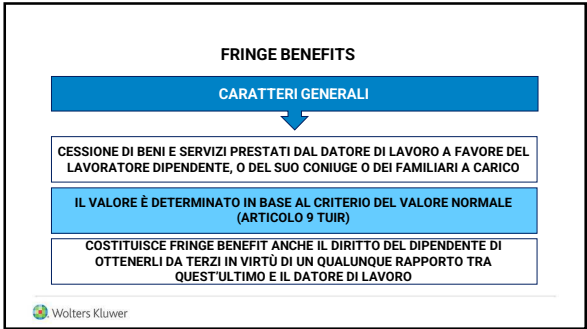 FRINGE BENEFITS
CARATTERI GENERALI
CESSIONE DI BENI E SERVIZI PRESTATI DAL DATORE DI LAVORO A FAVORE DEL
LAVORATORE DIPENDENTE, O DEL SUO CONIUGE O DEI FAMILIARI A CARICO
IL VALORE È DETERMINATO IN BASE AL CRITERIO DEL VALORE NORMALE
(ARTICOLO 9 TUIR)
COSTITUISCE FRINGE BENEFIT ANCHE IL DIRITTO DEL DIPENDENTE DI
OTTENERLI DA TERZI IN VIRTÙ DI UN QUALUNQUE RAPPORTO TRA
QUEST'ULTIMO E IL DATORE DI LAVORO
Wolters Kluwer